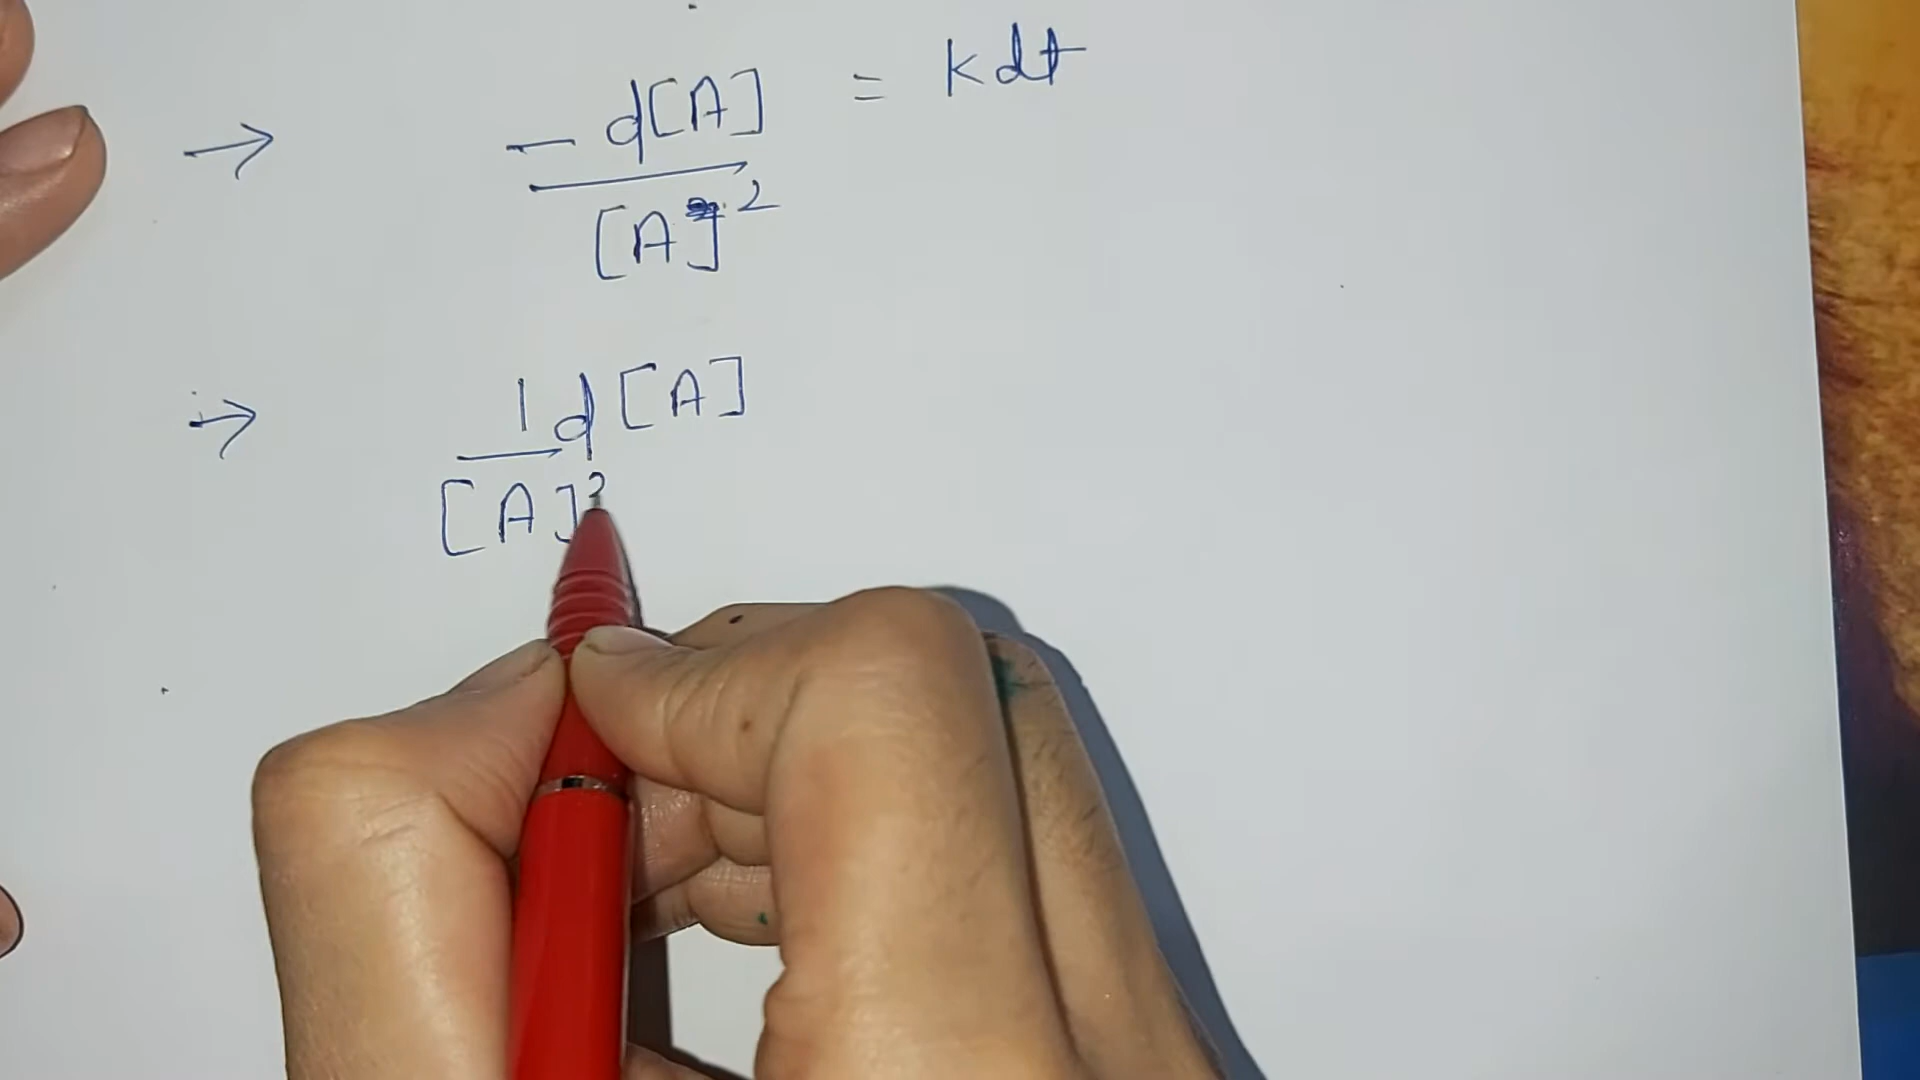 → - d[A] / [A]² = kdt
→ 1 / [A]² d[A]